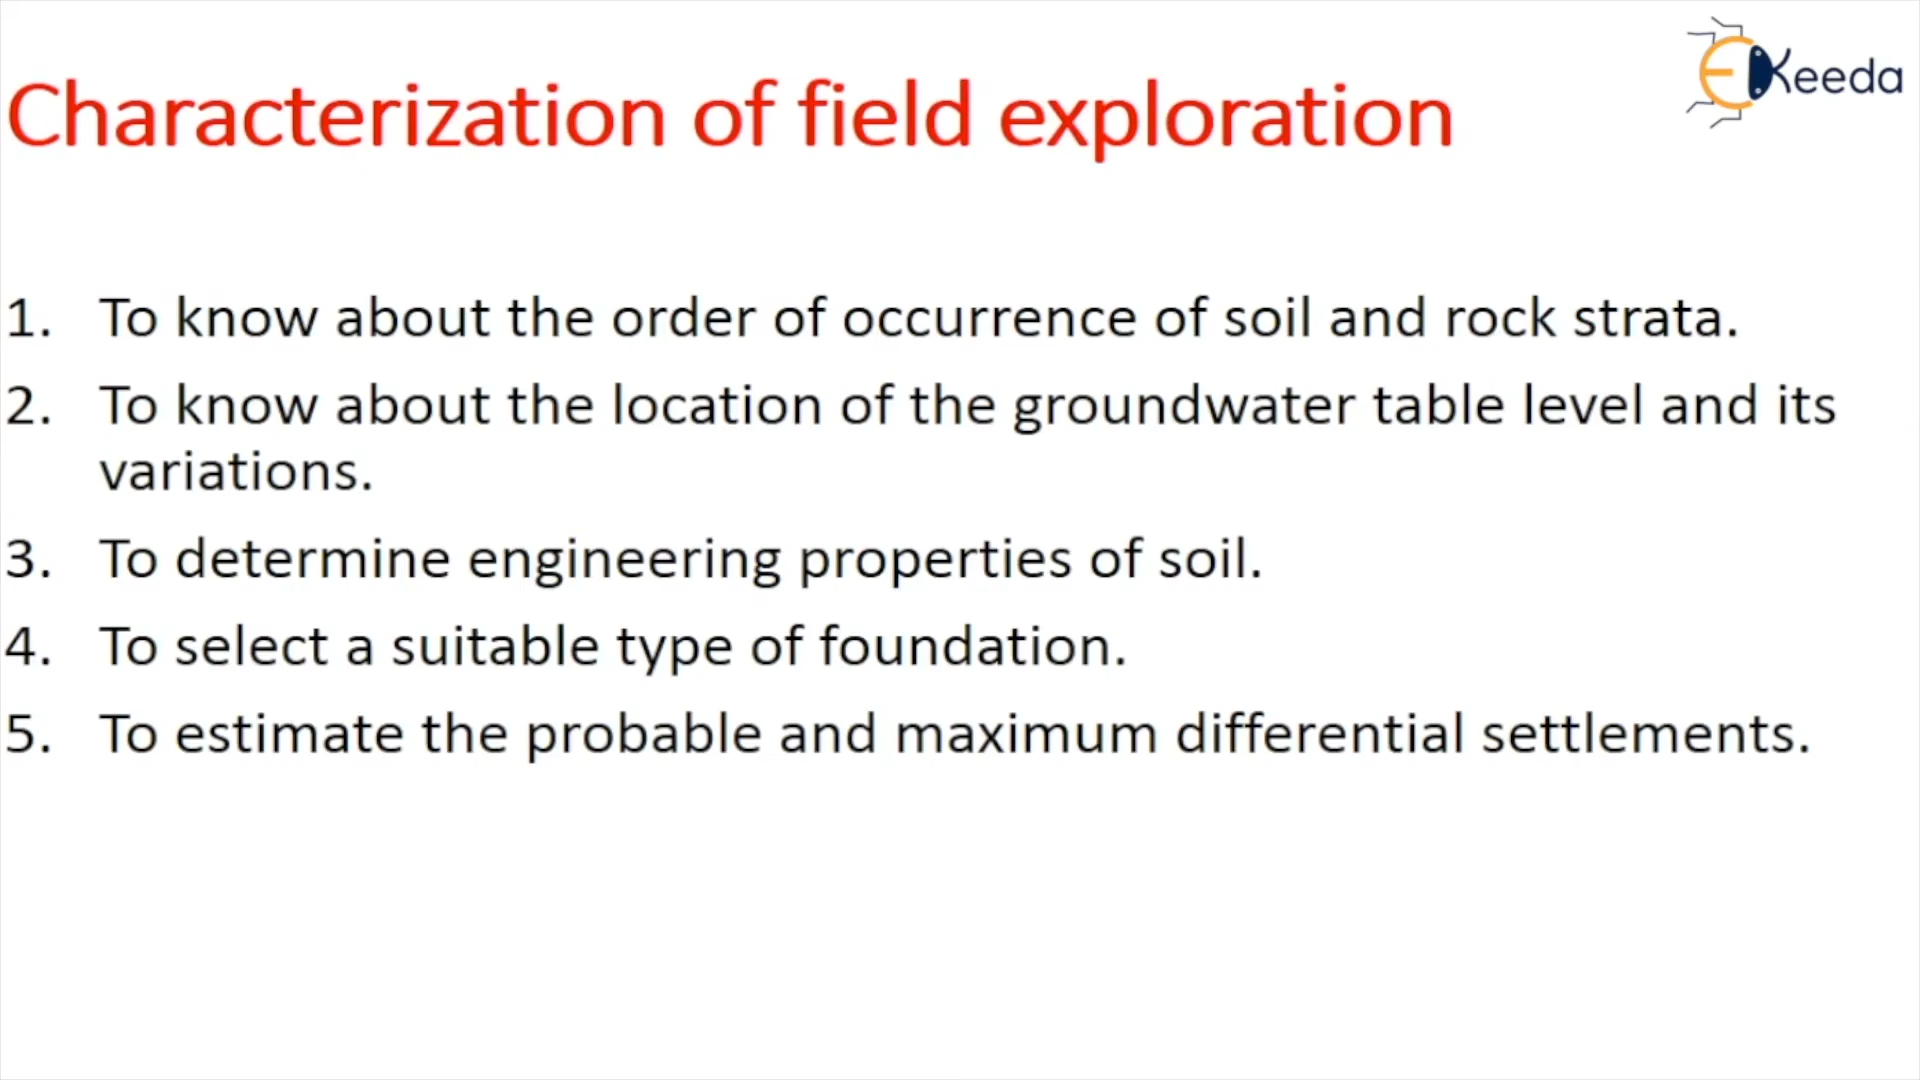 EKeeda
Characterization of field exploration
1. To know about the order of occurrence of soil and rock strata.
2. To know about the location of the groundwater table level and its
variations.
3. To determine engineering properties of soil.
4. To select a suitable type of foundation.
5. To estimate the probable and maximum differential settlements.